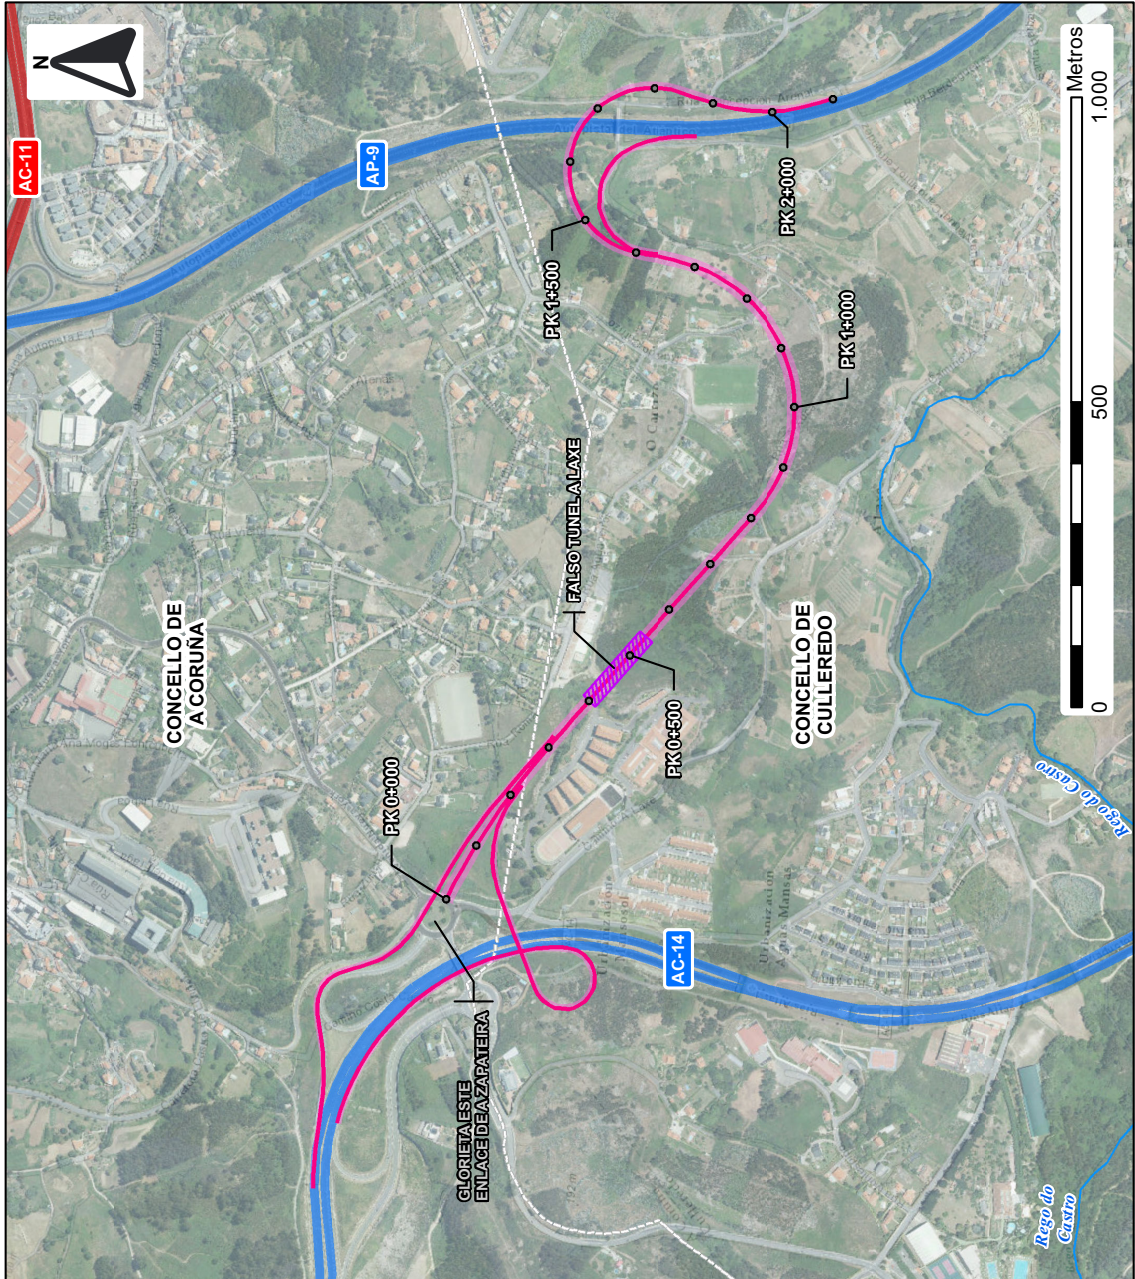 N
AC-11
AP-9
CONCELLO DE
A CORUÑA
PK 0+000
GLORIETA ESTE
ENLACE DE A ZAPATEIRA
AC-14
FALSO TUNEL A LAXE
PK 0+500
CONCELLO DE
CULLEREDO
PK 1+000
PK 1+500
PK 2+000
Rego do Castro
Rego do
Castro
Metros
0
500
1.000